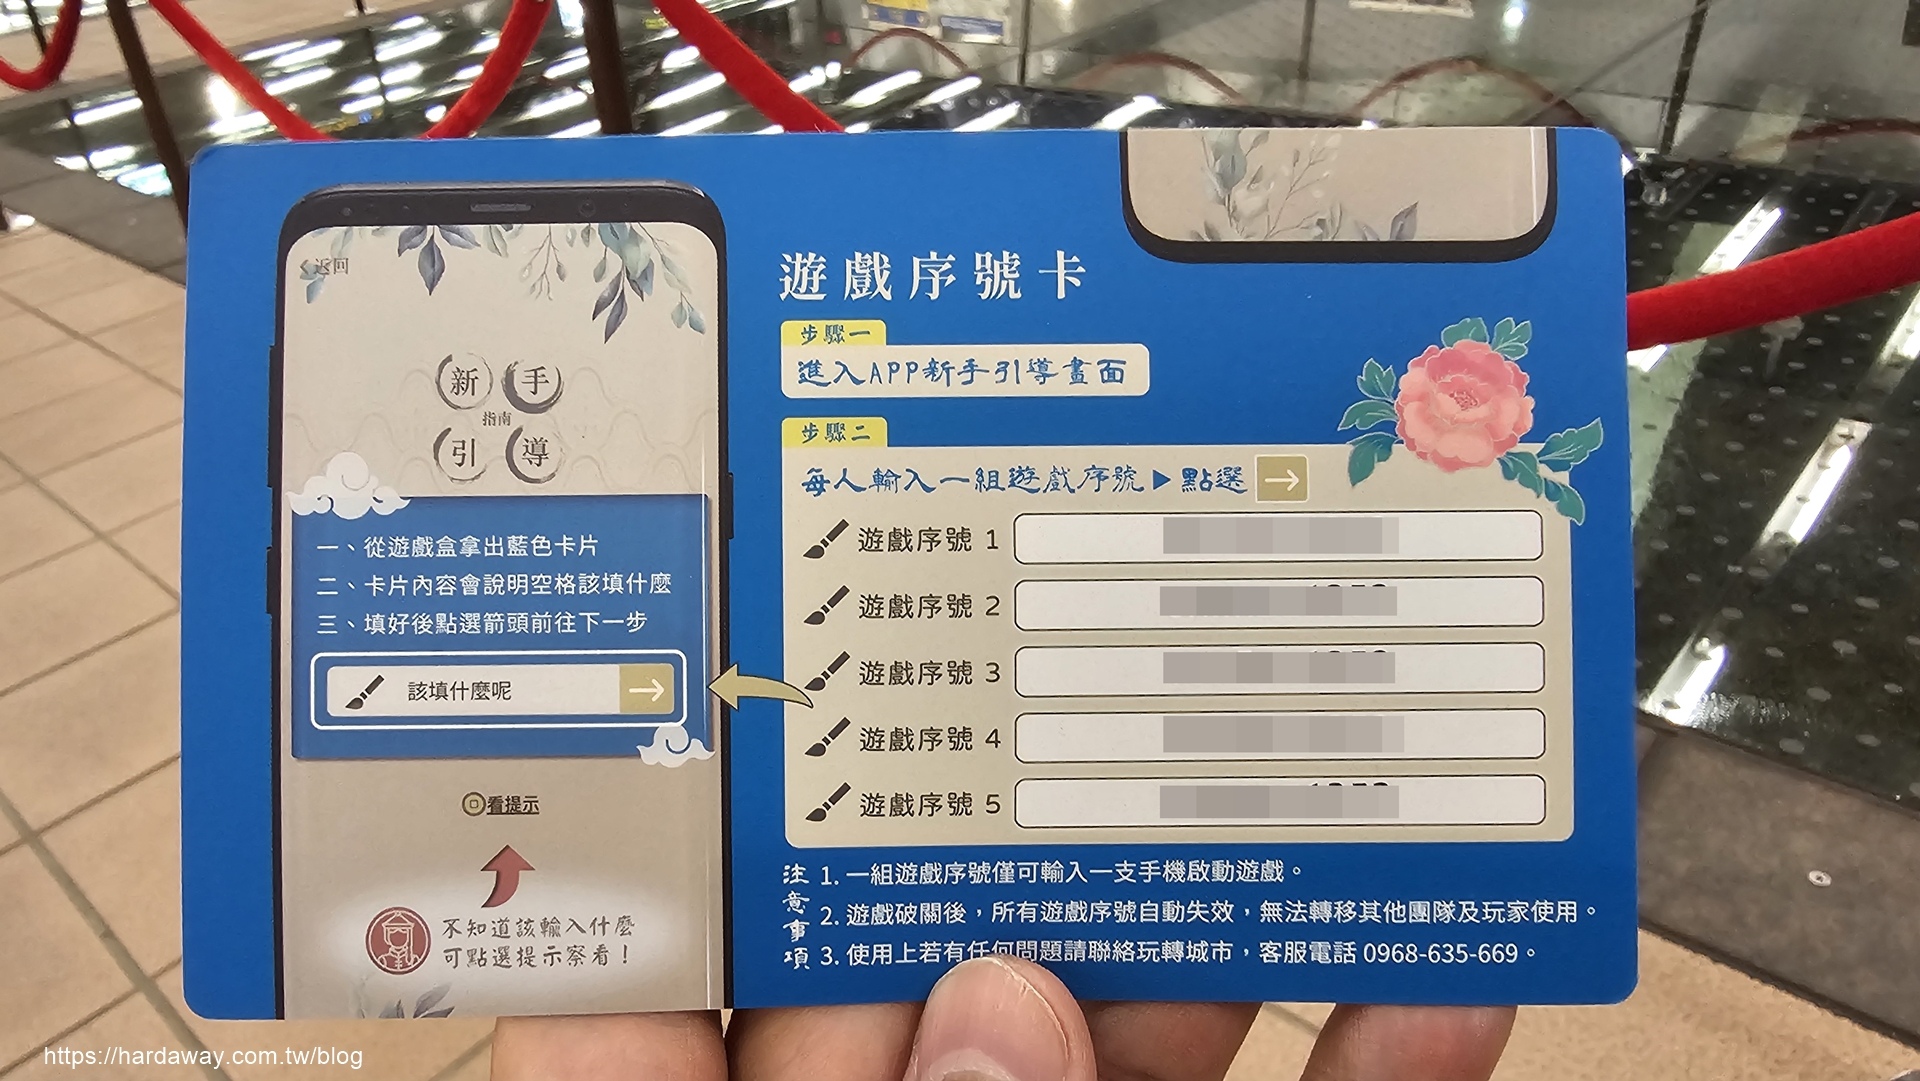 返回
新手
指南
引導
一、從遊戲盒拿出藍色卡片
二、卡片內容會說明空格該填什麼
三、填好後點選箭頭前往下一步
該填什麼呢
看提示
不知道該輸入什麼
可點選提示察看！
遊戲序號卡
步驟一
進入APP新手引導畫面
步驟二
每人輸入一組遊戲序號▶點選→
遊戲序號 1
遊戲序號 2
遊戲序號 3
遊戲序號 4
遊戲序號 5
注意事項
1. 一組遊戲序號僅可輸入一支手機啟動遊戲。
2. 遊戲破關後，所有遊戲序號自動失效，無法轉移其他團隊及玩家使用。
3. 使用上若有任何問題請聯絡玩轉城市，客服電話 0968-635-669。
https://hardaway.com.tw/blog